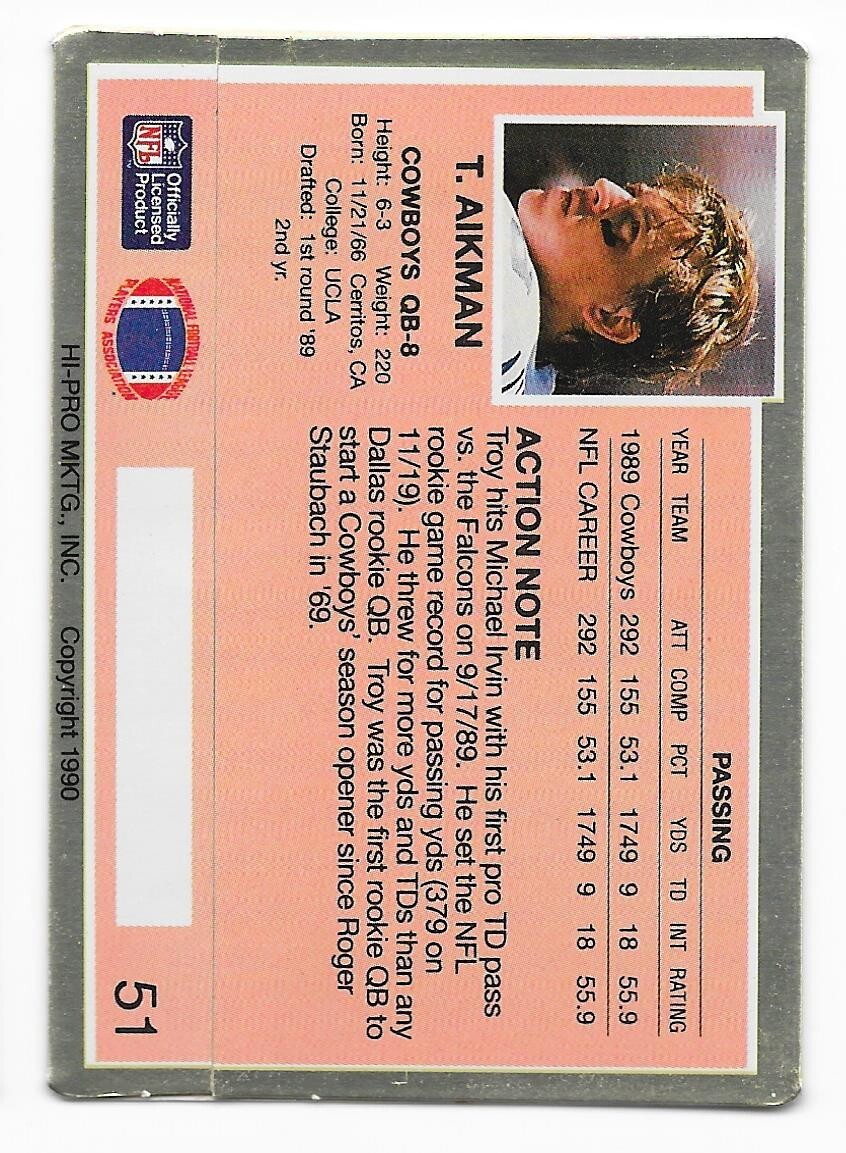 PASSING
YEAR TEAM ATT COMP PCT YDS TD INT RATING
1989 Cowboys 292 155 53.1 1749 9 18 55.9
NFL CAREER 292 155 53.1 1749 9 18 55.9
T. AIKMAN
COWBOYS QB-8
Height: 6-3 Weight: 220
Born: 11/21/66 Cerritos, CA
College: UCLA
Drafted: 1st round '89
2nd yr.
ACTION NOTE
Troy hits Michael Irvin with his first pro TD pass
vs. the Falcons on 9/17/89. He set the NFL
rookie game record for passing yds (379 on
11/19). He threw for more yds and TDs than any
Dallas rookie QB. Troy was the first rookie QB to
start a Cowboys' season opener since Roger
Staubach in '69.
NFL
Officially
Licensed
Product
TM
NATIONAL FOOTBALL LEAGUE
PLAYERS ASSOCIATION
51
HI-PRO MKTG., INC. Copyright 1990